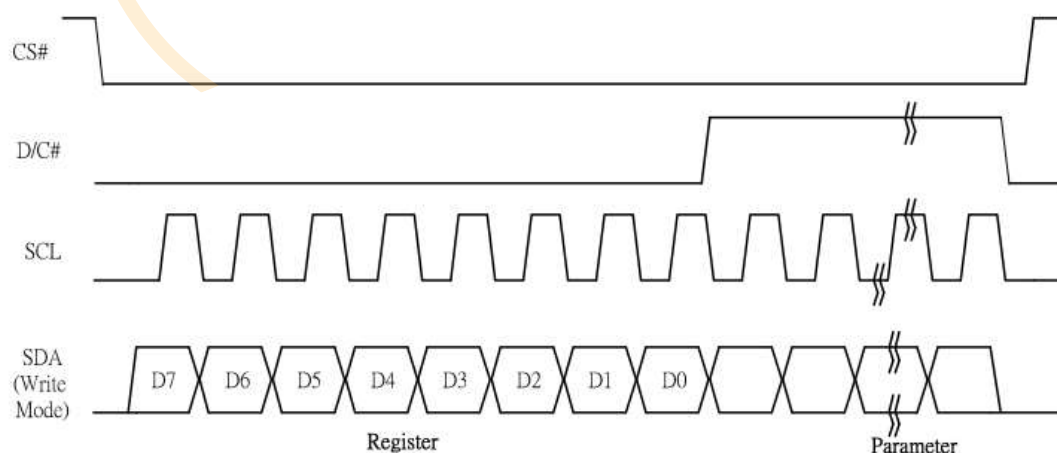 CS#
D/C#
SCL
SDA
(Write
Mode)
D7 D6 D5 D4 D3 D2 D1 D0
Register Parameter